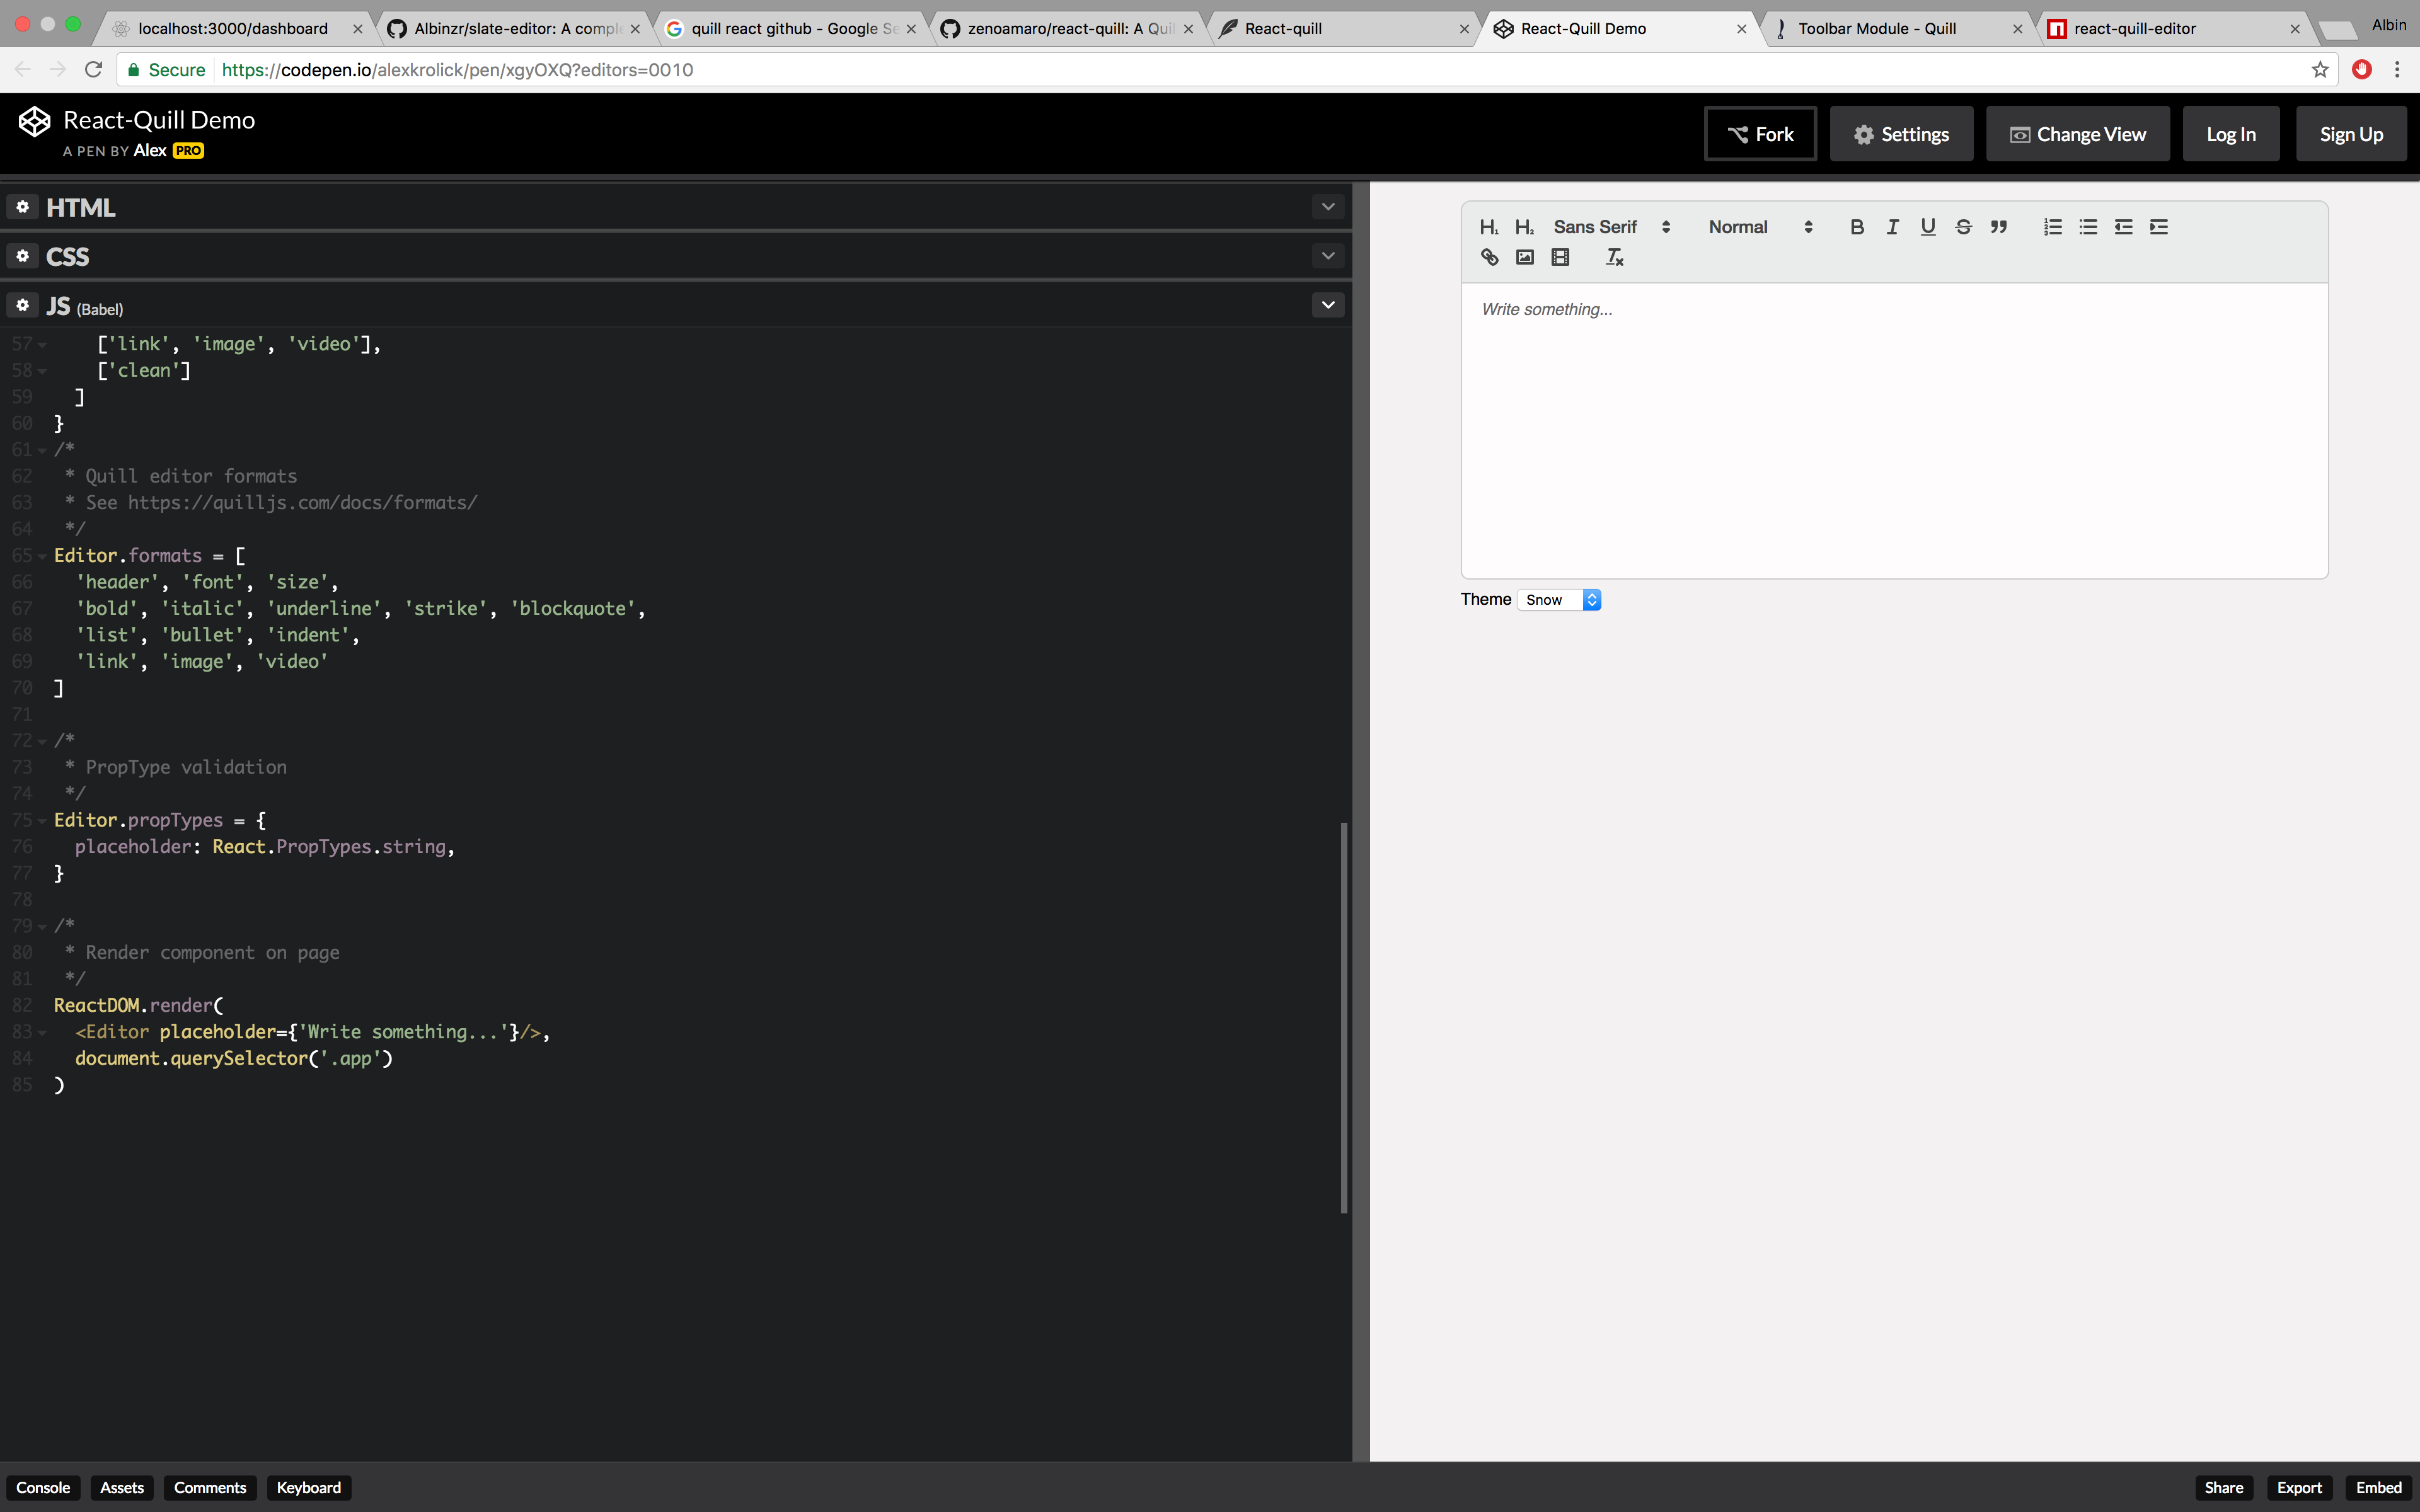 localhost:3000/dashboard
Albinzr/slate-editor: A comple
quill react github - Google Se
zenoamaro/react-quill: A Quil
React-quill
React-Quill Demo
Toolbar Module - Quill
react-quill-editor
Albin
Secure https://codepen.io/alexkrolick/pen/xgyOXQ?editors=0010
React-Quill Demo
A PEN BY Alex PRO
Fork
Settings
Change View
Log In
Sign Up
HTML
CSS
JS (Babel)
57 ['link', 'image', 'video'],
58 ['clean']
59 ]
60 }
61 /*
62 * Quill editor formats
63 * See https://quilljs.com/docs/formats/
64 */
65 Editor.formats = [
66 'header', 'font', 'size',
67 'bold', 'italic', 'underline', 'strike', 'blockquote',
68 'list', 'bullet', 'indent',
69 'link', 'image', 'video'
70 ]
71
72 /*
73 * PropType validation
74 */
75 Editor.propTypes = {
76 placeholder: React.PropTypes.string,
77 }
78
79 /*
80 * Render component on page
81 */
82 ReactDOM.render(
83 <Editor placeholder={'Write something...'}/>,
84 document.querySelector('.app')
85 )
H1 H2 Sans Serif Normal B I U S
Write something...
Theme Snow
Console
Assets
Comments
Keyboard
Share
Export
Embed